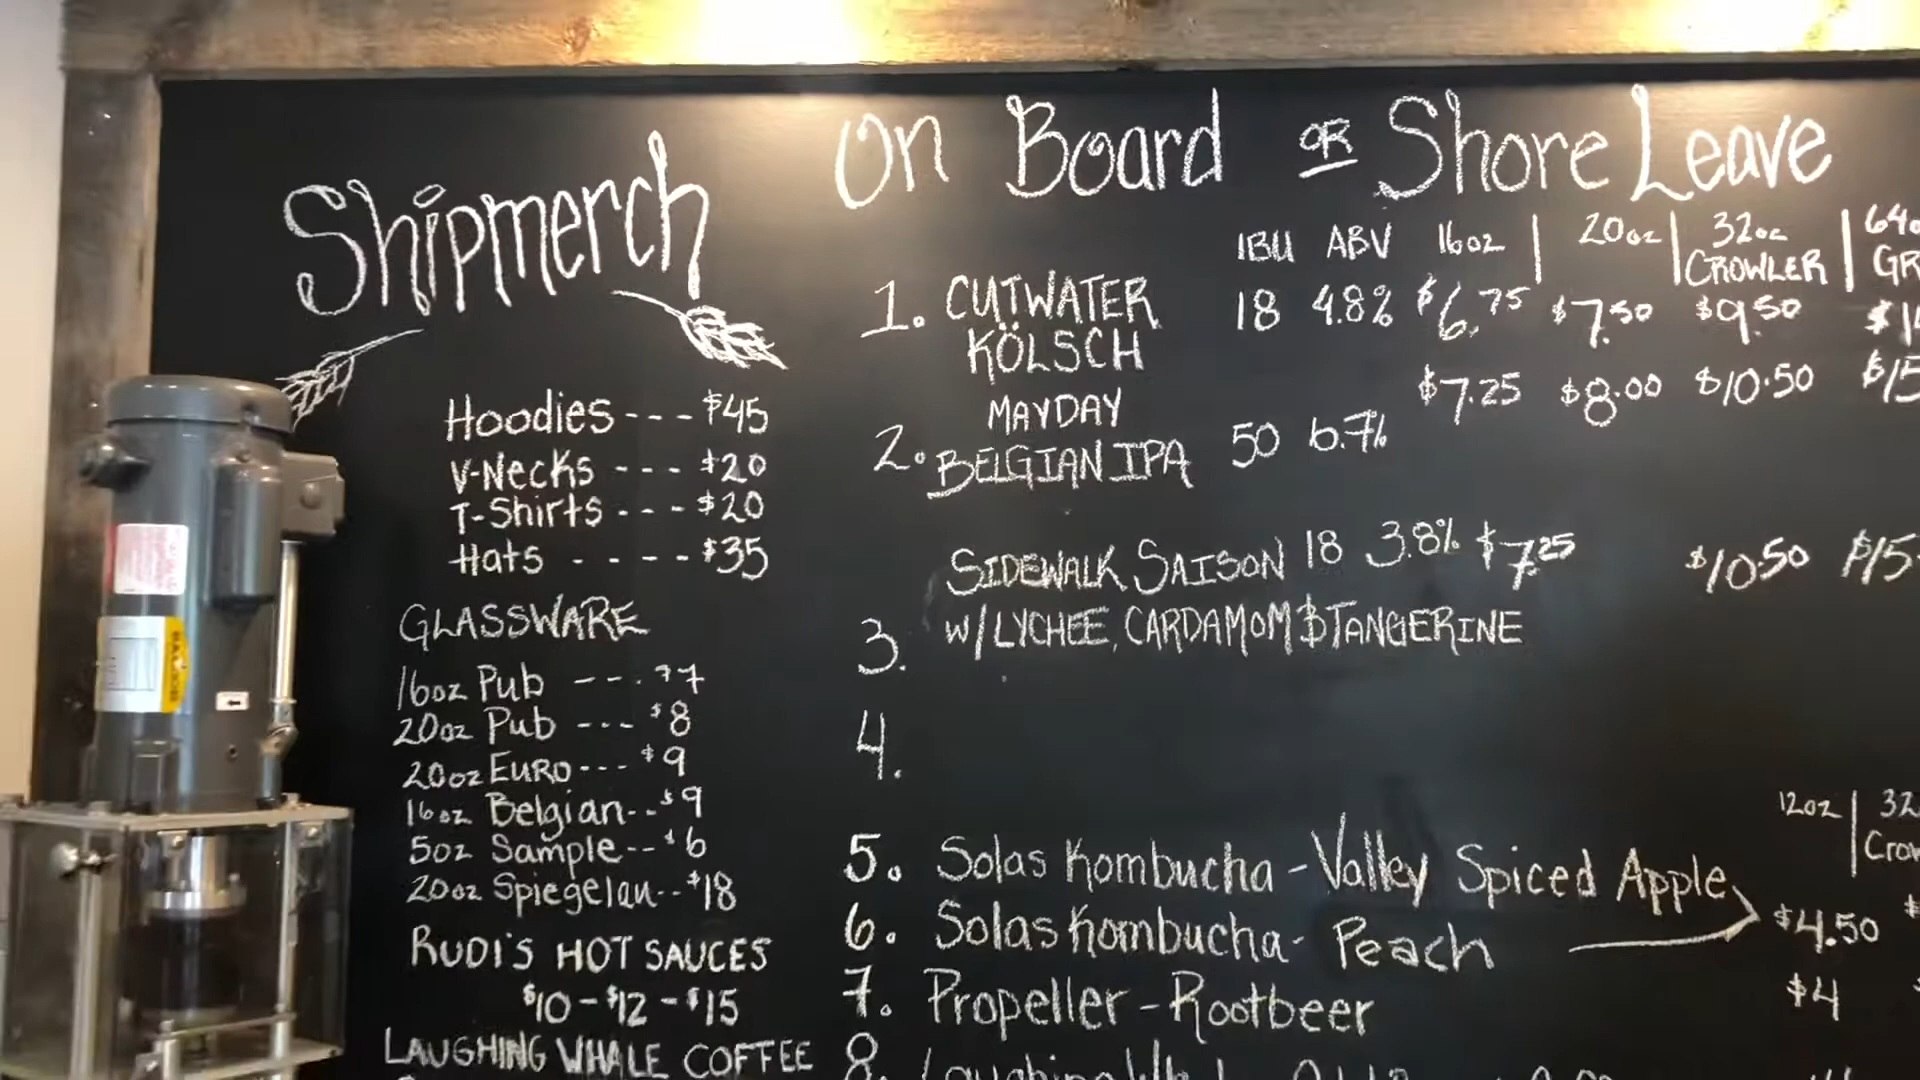 Shipmerch
Hoodies --- $45
V-Necks --- $20
T-Shirts --- $20
Hats ---- $35
GLASSWARE
16oz Pub --- $7
20oz Pub --- $8
20oz EURO --- $9
16oz Belgian -- $9
5oz Sample -- $6
20oz Spiegelau -- $18
RUDI'S HOT SAUCES
$10 - $12 - $15
LAUGHING WHALE COFFEE
On Board OR Shore Leave
IBU ABV 16oz | 20oz | 32oz CROWLER |
1. CUTWATER KÖLSCH 18 4.8% $6.75 $7.50 $9.50
2. MAYDAY BELGIAN IPA 50 6.7% $7.25 $8.00 $10.50
3. SIDEWALK SAISON 18 3.8% $7.25 $10.50
W/ LYCHEE, CARDAMOM & TANGERINE
4.
12oz |
5. Solas Kombucha - Valley Spiced Apple
6. Solas Kombucha - Peach $4.50
7. Propeller - Rootbeer $4
8.